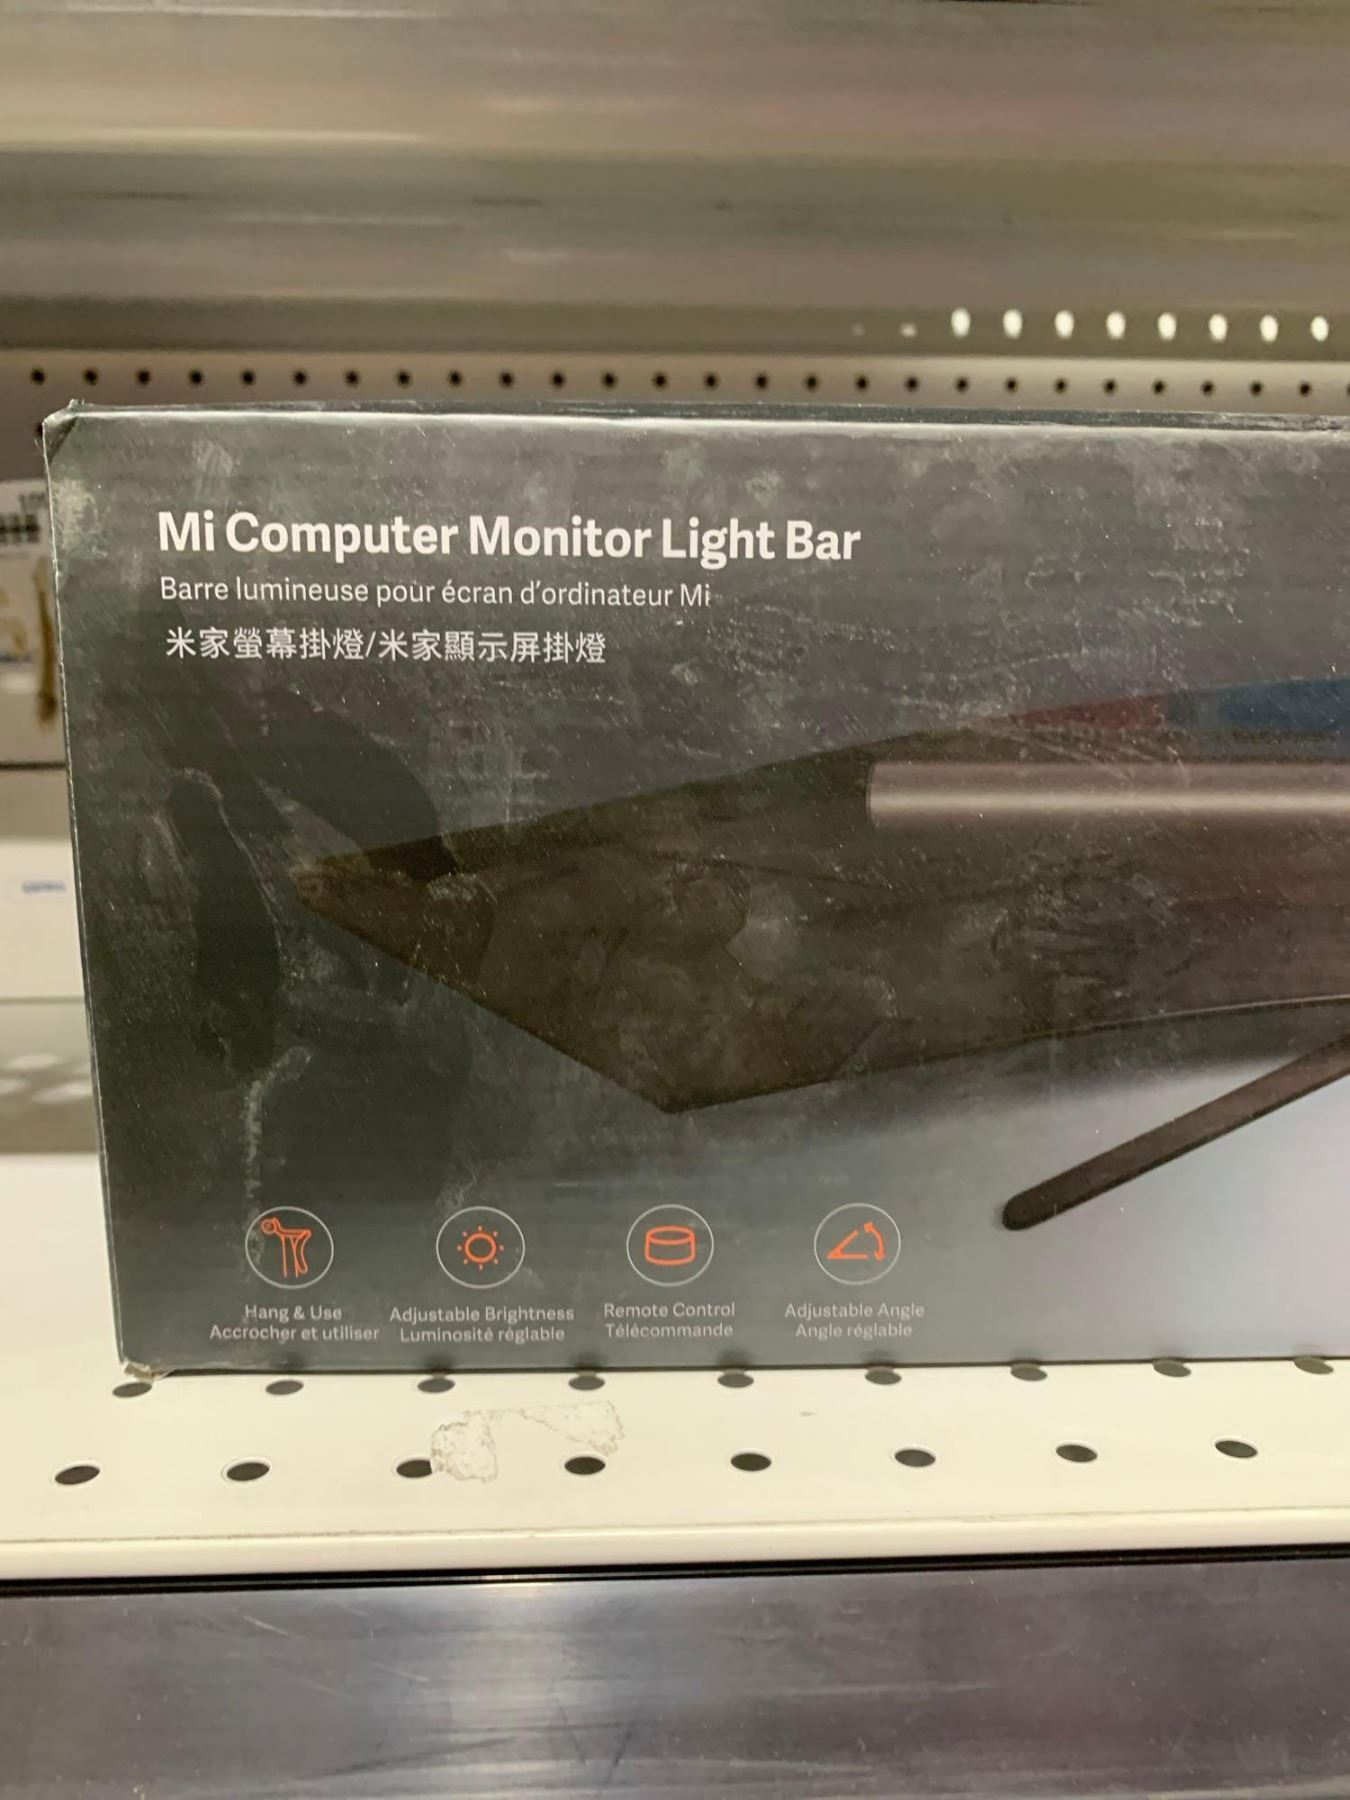 Mi Computer Monitor Light Bar
Barre lumineuse pour écran d'ordinateur Mi
米家螢幕掛燈/米家顯示屏掛燈
Hang & Use
Accrocher et utiliser
Adjustable Brightness
Luminosité réglable
Remote Control
Télécommande
Adjustable Angle
Angle réglable